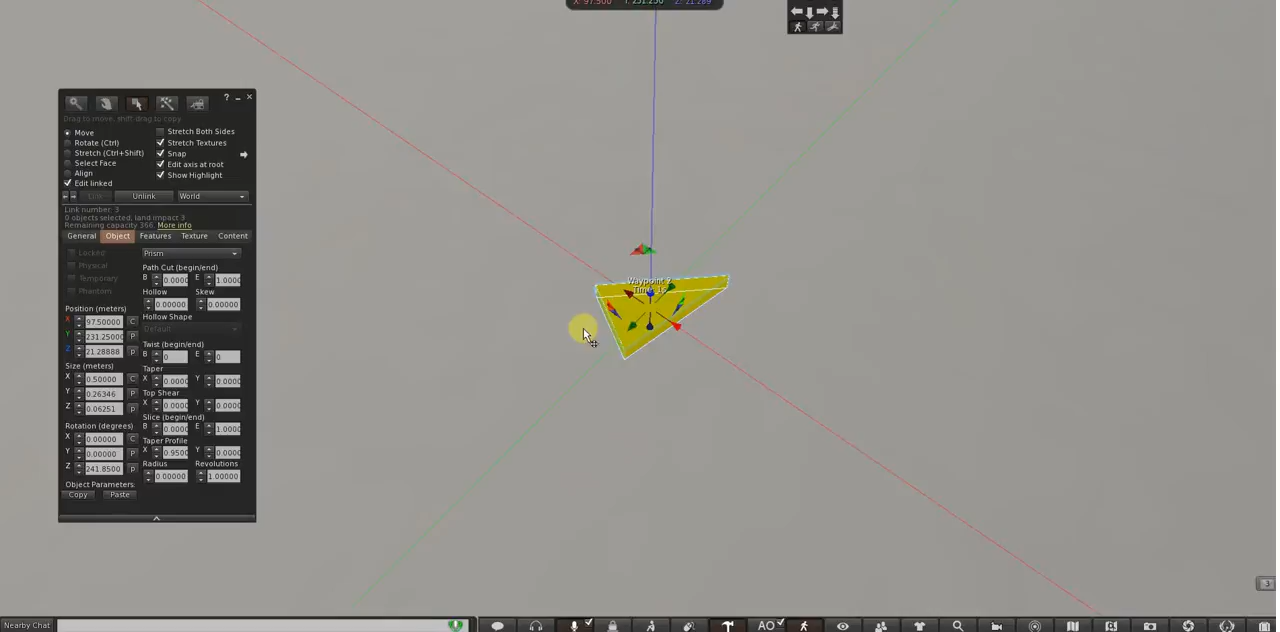 X: 97.500 Y: 231.250 Z: 21.289
?
Drag to move, shift-drag to copy
Move
Rotate (Ctrl)
Stretch (Ctrl+Shift)
Select Face
Align
Edit linked
Stretch Both Sides
Stretch Textures
Snap
Edit axis at root
Show Highlight
Link
Unlink
World
Link number: 3
0 objects selected, land impact 3
Remaining capacity 366. More info
General
Object
Features
Texture
Content
Locked
Physical
Temporary
Phantom
Position (meters)
X 97.50000 C
Y 231.2500 P
Z 21.28888 p
Size (meters)
X 0.50000 C
Y 0.26346 p
Z 0.06251 p
Rotation (degrees)
X 0.00000 C
Y 0.00000 P
Z 241.8500 p
Object Parameters:
Copy
Paste
Prism
Path Cut (begin/end)
B 0.0000 E 1.0000
Hollow Skew
0.00000 0.00000
Hollow Shape
Default
Twist (begin/end)
B 0 E 0
Taper
X 0.0000 Y 0.0000
Top Shear
X 0.0000 Y 0.0000
Slice (begin/end)
B 0.0000 E 1.0000
Taper Profile
X 0.9500 Y 0.0000
Radius Revolutions
0.00000 1.00000
Waypoint 2
Nearby Chat
AO
3